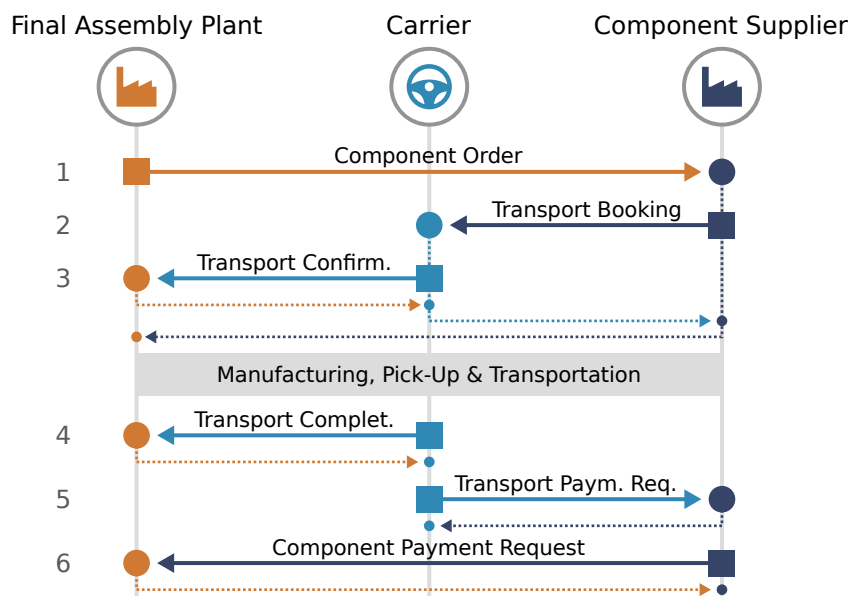 Final Assembly Plant
Carrier
Component Supplier
1
Component Order
2
Transport Booking
3
Transport Confirm.
Manufacturing, Pick-Up & Transportation
4
Transport Complet.
5
Transport Paym. Req.
6
Component Payment Request